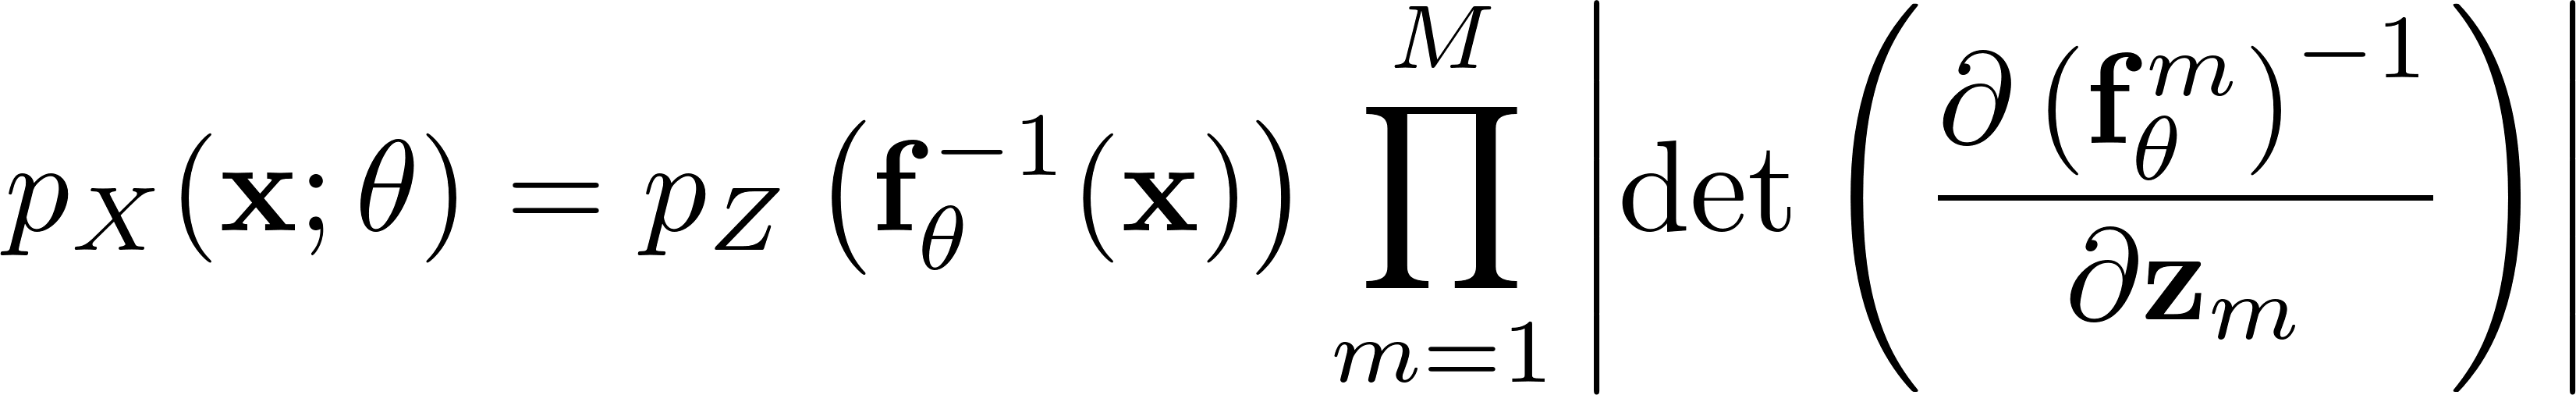 $p_X(\mathbf{x}; \theta) = p_Z\left(\mathbf{f}_\theta^{-1}(\mathbf{x})\right) \prod_{m=1}^{M} \left| \det\left( \frac{\partial \left(\mathbf{f}_\theta^m\right)^{-1}}{\partial \mathbf{z}_m} \right) \right|$